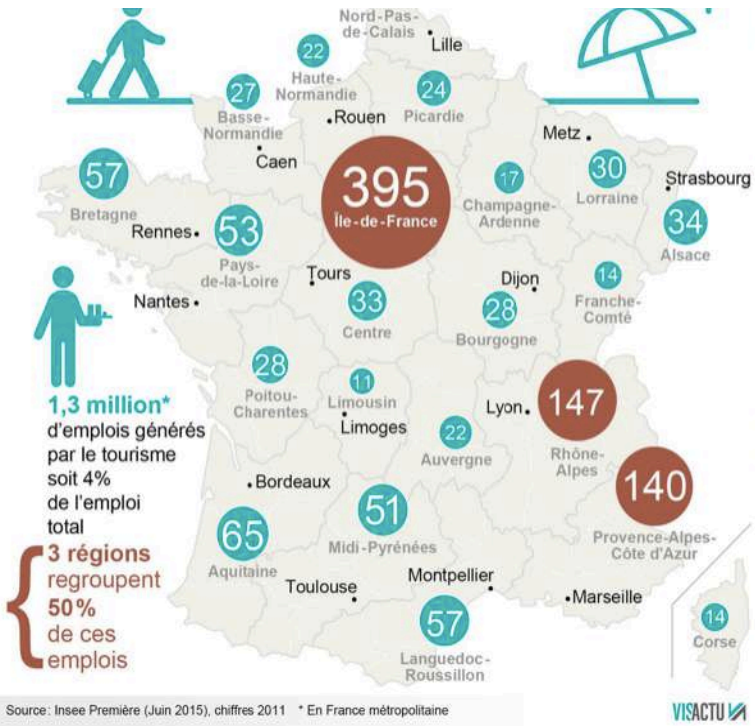 Nord-Pas-
de-Calais
Lille
22
Haute-
Normandie
27
Basse-
Normandie
24
Picardie
Rouen
Caen
Metz
30
Lorraine
Strasbourg
34
Alsace
57
Bretagne
395
Île-de-France
17
Champagne-
Ardenne
Rennes
53
Pays-
de-la-Loire
Tours
33
Centre
Dijon
28
Bourgogne
14
Franche-
Comté
Nantes
28
Poitou-
Charentes
11
Limousin
Limoges
Lyon
147
Rhône-
Alpes
22
Auvergne
1,3 million*
d'emplois générés
par le tourisme
soit 4%
de l'emploi
total
Bordeaux
140
Provence-Alpes-
Côte d'Azur
65
Aquitaine
51
Midi-Pyrénées
3 régions
regroupent
50%
de ces
emplois
Toulouse
Montpellier
Marseille
57
Languedoc-
Roussillon
14
Corse
Source: Insee Première (Juin 2015), chiffres 2011 * En France métropolitaine
VISACTU